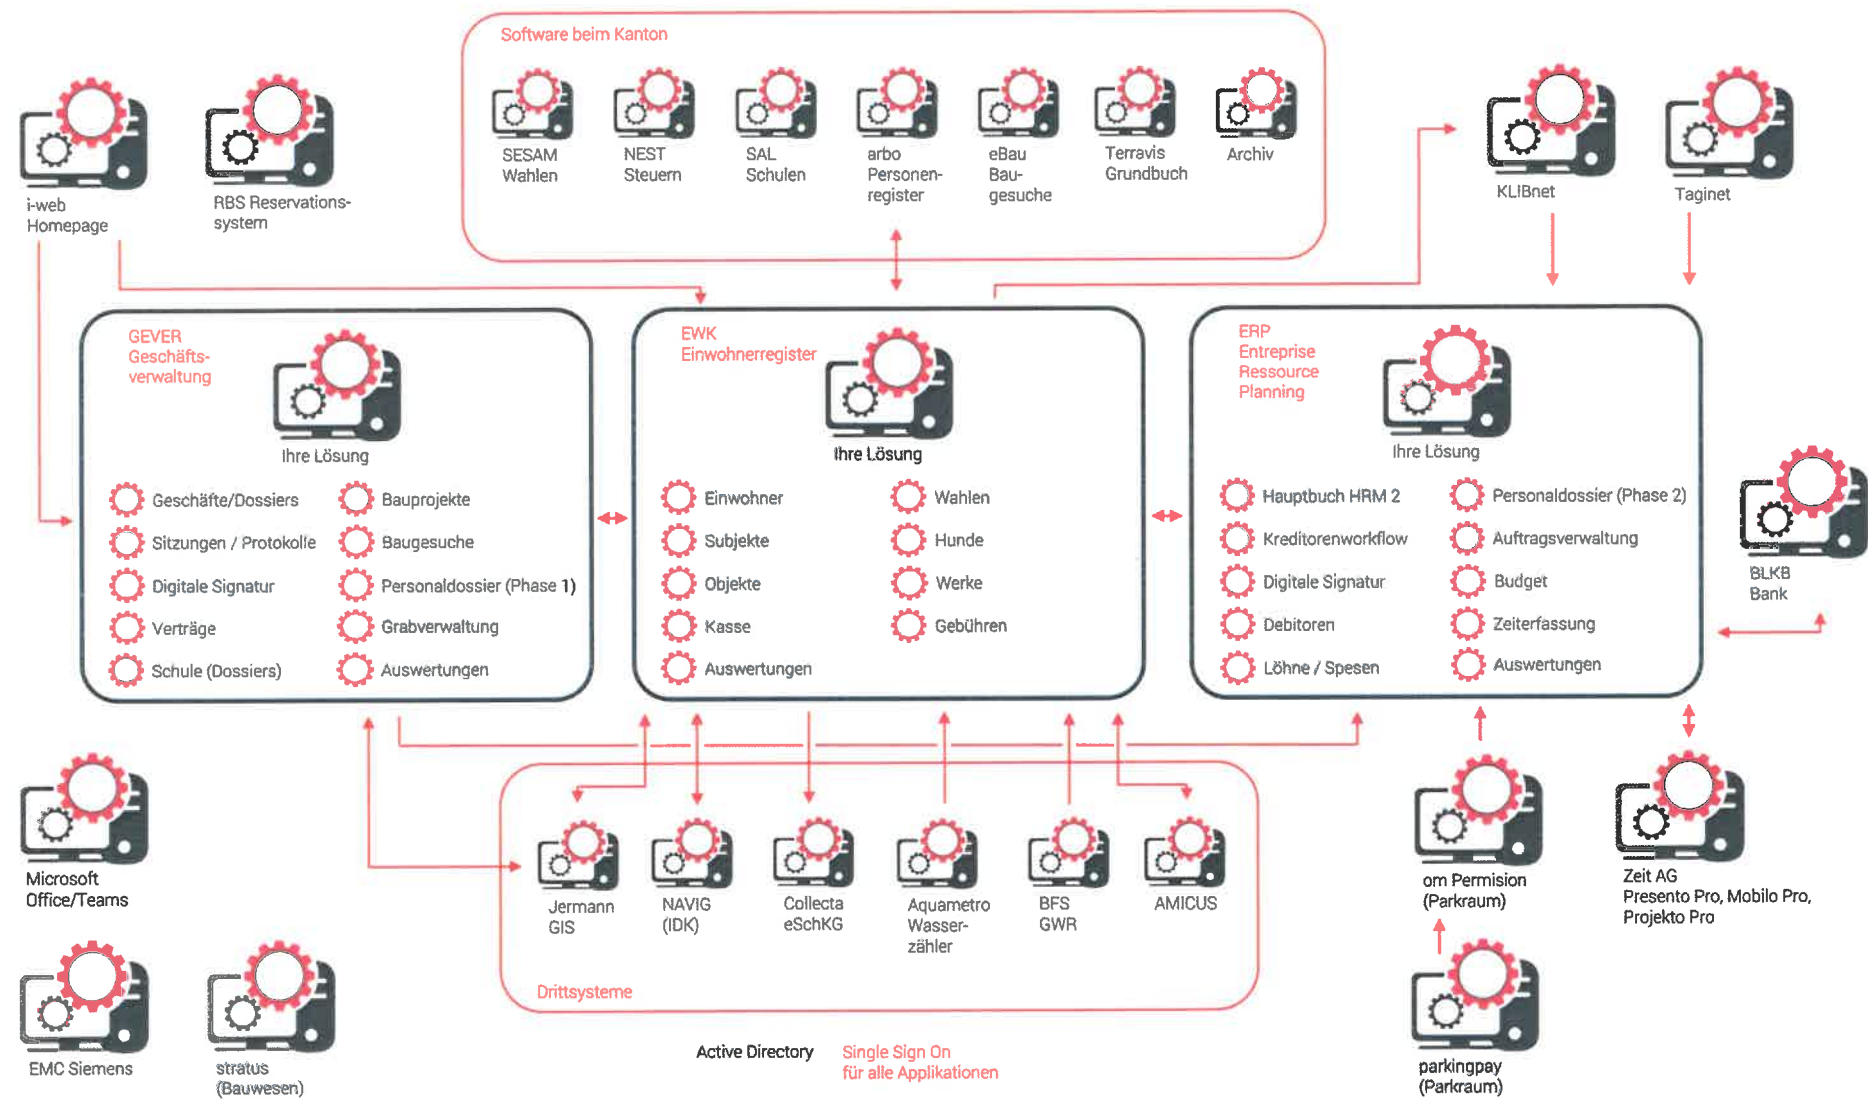 Software beim Kanton
SESAM
Wahlen
NEST
Steuern
SAL
Schulen
arbo
Personen-
register
eBau
Bau-
gesuche
Terravis
Grundbuch
Archiv
i-web
Homepage
RBS Reservations-
system
KLIBnet
Taginet
GEVER
Geschäfts-
verwaltung
Ihre Lösung
Geschäfte/Dossiers
Sitzungen / Protokolle
Digitale Signatur
Verträge
Schule (Dossiers)
Bauprojekte
Baugesuche
Personaldossier (Phase 1)
Grabverwaltung
Auswertungen
EWK
Einwohnerregister
Ihre Lösung
Einwohner
Subjekte
Objekte
Kasse
Auswertungen
Wahlen
Hunde
Werke
Gebühren
ERP
Entreprise
Ressource
Planning
Ihre Lösung
Hauptbuch HRM 2
Kreditorenworkflow
Digitale Signatur
Debitoren
Löhne / Spesen
Personaldossier (Phase 2)
Auftragsverwaltung
Budget
Zeiterfassung
Auswertungen
BLKB
Bank
Microsoft
Office/Teams
Jermann
GIS
NAVIG
(IDK)
Collecta
eSchKG
Aquametro
Wasser-
zähler
BFS
GWR
AMICUS
Drittsysteme
om Permision
(Parkraum)
Zeit AG
Presento Pro, Mobilo Pro,
Projekto Pro
EMC Siemens
stratus
(Bauwesen)
Active Directory
Single Sign On
für alle Applikationen
parkingpay
(Parkraum)